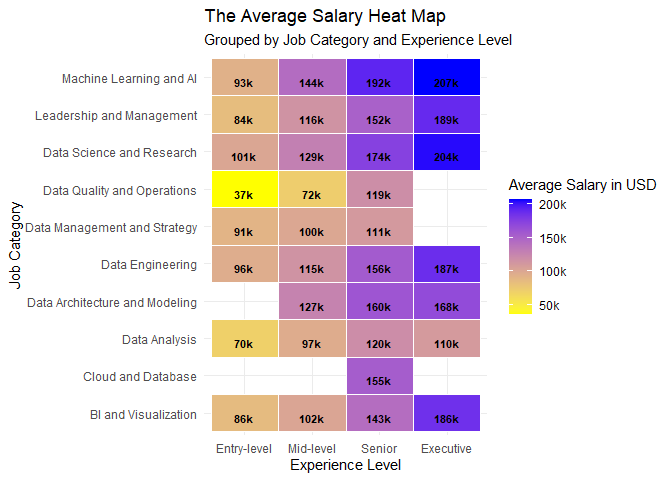 The Average Salary Heat Map
Grouped by Job Category and Experience Level
Job Category
Machine Learning and AI 93k 144k 192k 207k
Leadership and Management 84k 116k 152k 189k
Data Science and Research 101k 129k 174k 204k
Data Quality and Operations 37k 72k 119k
Data Management and Strategy 91k 100k 111k
Data Engineering 96k 115k 156k 187k
Data Architecture and Modeling 127k 160k 168k
Data Analysis 70k 97k 120k 110k
Cloud and Database 155k
BI and Visualization 86k 102k 143k 186k
Entry-level Mid-level Senior Executive
Experience Level
Average Salary in USD
200k
150k
100k
50k